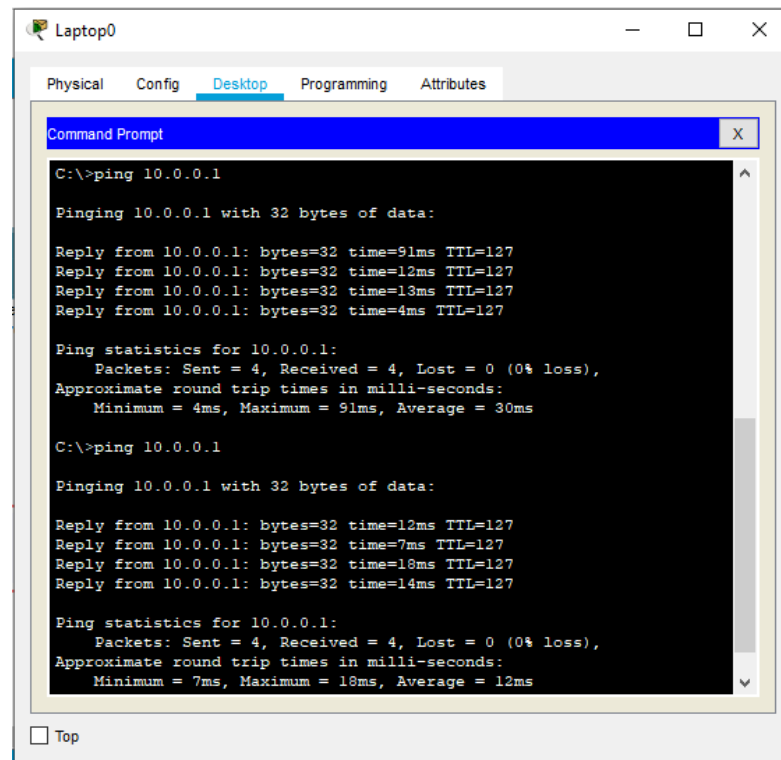 Laptop0
Physical Config Desktop Programming Attributes
Command Prompt X
C:\>ping 10.0.0.1
Pinging 10.0.0.1 with 32 bytes of data:
Reply from 10.0.0.1: bytes=32 time=91ms TTL=127
Reply from 10.0.0.1: bytes=32 time=12ms TTL=127
Reply from 10.0.0.1: bytes=32 time=13ms TTL=127
Reply from 10.0.0.1: bytes=32 time=4ms TTL=127
Ping statistics for 10.0.0.1:
Packets: Sent = 4, Received = 4, Lost = 0 (0% loss),
Approximate round trip times in milli-seconds:
Minimum = 4ms, Maximum = 91ms, Average = 30ms
C:\>ping 10.0.0.1
Pinging 10.0.0.1 with 32 bytes of data:
Reply from 10.0.0.1: bytes=32 time=12ms TTL=127
Reply from 10.0.0.1: bytes=32 time=7ms TTL=127
Reply from 10.0.0.1: bytes=32 time=18ms TTL=127
Reply from 10.0.0.1: bytes=32 time=14ms TTL=127
Ping statistics for 10.0.0.1:
Packets: Sent = 4, Received = 4, Lost = 0 (0% loss),
Approximate round trip times in milli-seconds:
Minimum = 7ms, Maximum = 18ms, Average = 12ms
Top